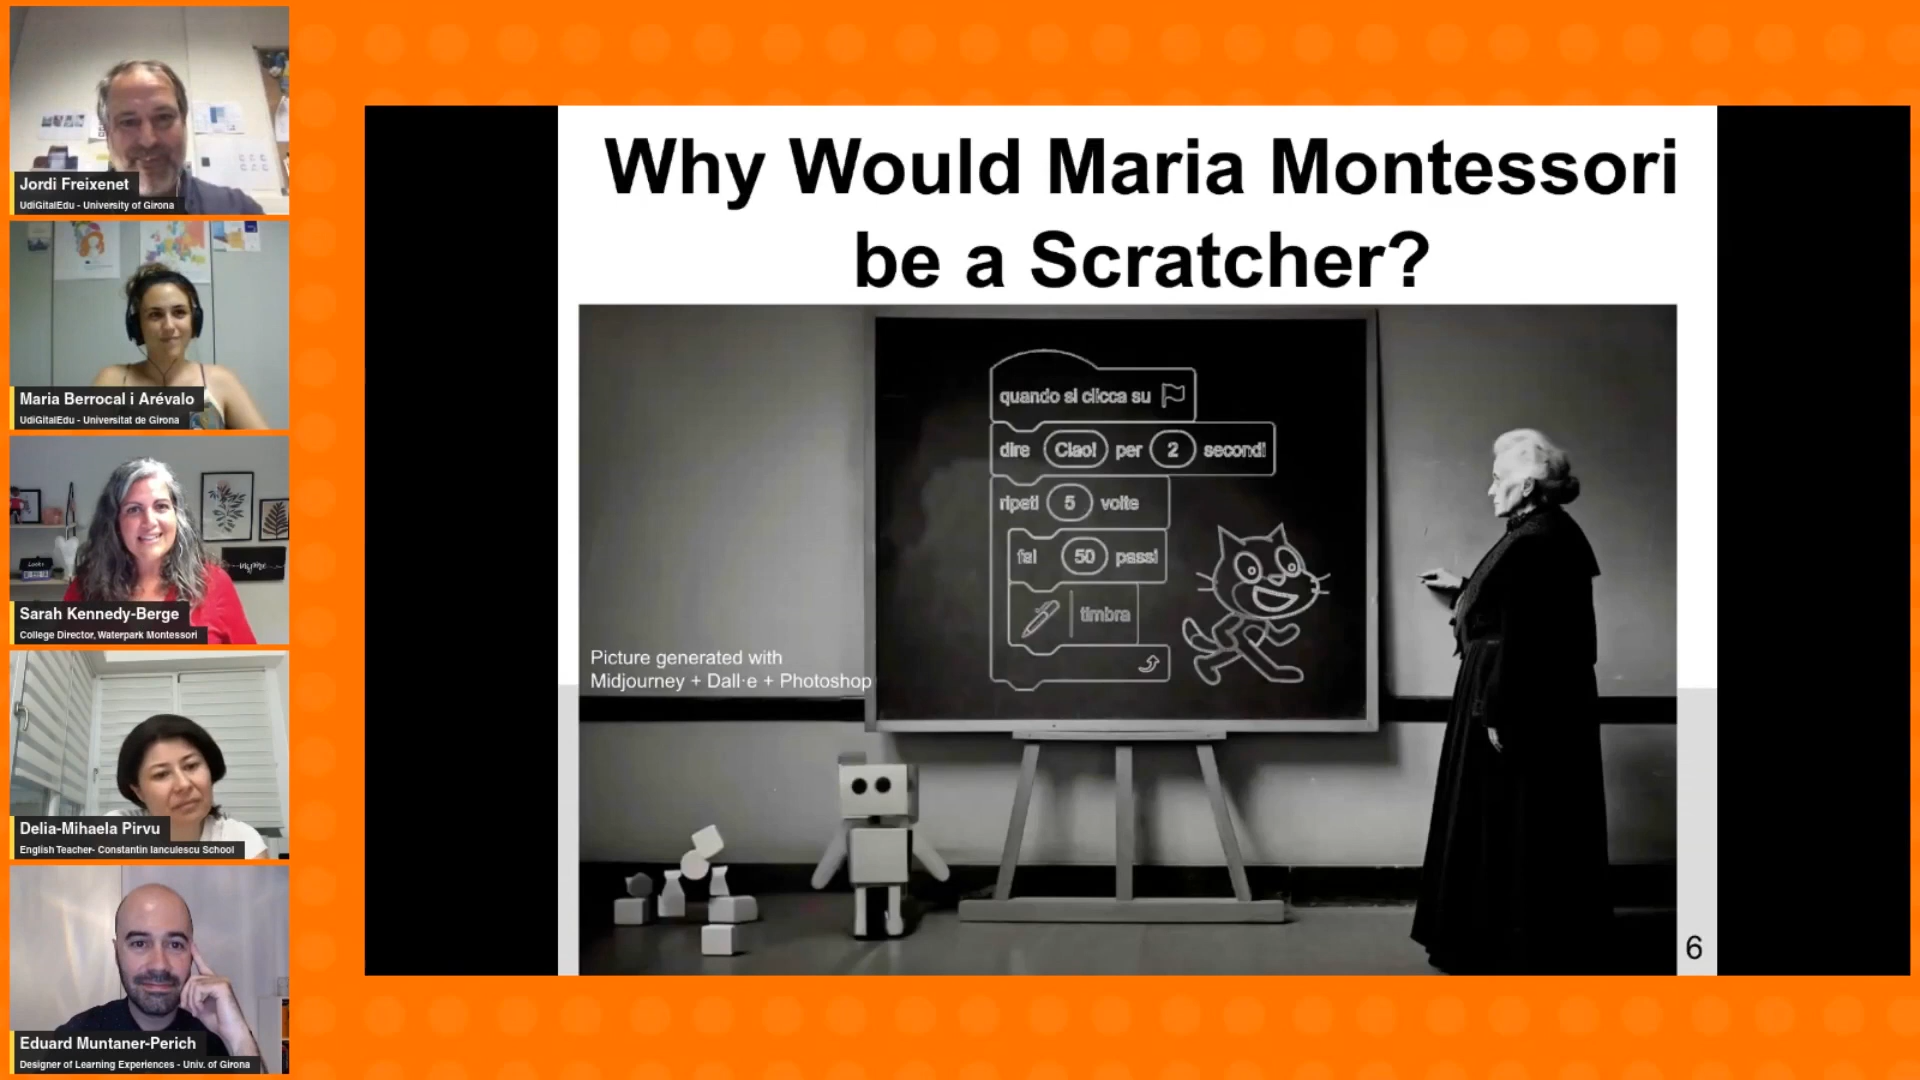 Jordi Freixenet
UdiGitalEdu - University of Girona
Maria Berrocal i Arévalo
UdiGitalEdu - Universitat de Girona
Sarah Kennedy-Berge
College Director, Waterpark Montessori
Delia-Mihaela Pirvu
English Teacher- Constantin Ianculescu School
Eduard Muntaner-Perich
Designer of Learning Experiences - Univ. of Girona
Why Would Maria Montessori
be a Scratcher?
quando si clicca su
dire Ciao! per 2 secondi
ripeti 5 volte
fai 50 passi
timbra
Picture generated with
Midjourney + Dall·e + Photoshop
6